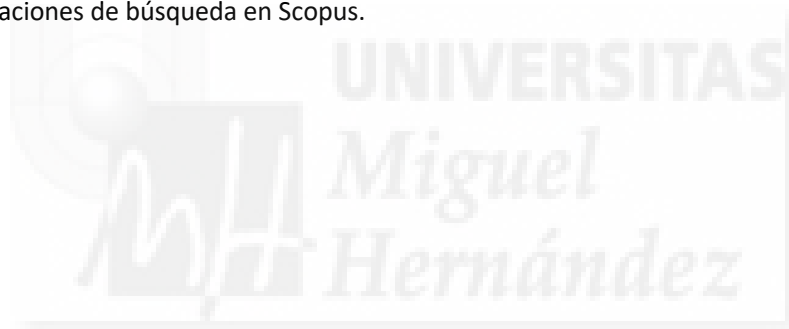 aciones de búsqueda en Scopus.
UNIVERSITAS
Miguel
Hernández